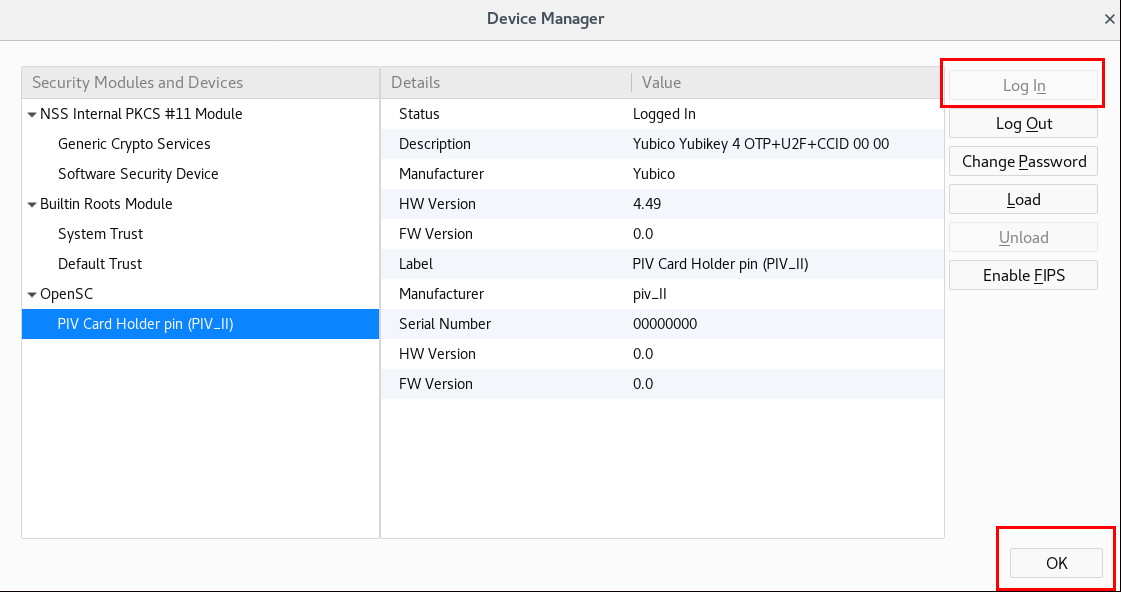 Device Manager
Security Modules and Devices
NSS Internal PKCS #11 Module
Generic Crypto Services
Software Security Device
Builtin Roots Module
System Trust
Default Trust
OpenSC
PIV Card Holder pin (PIV_II)
Details Value
Status Logged In
Description Yubico Yubikey 4 OTP+U2F+CCID 00 00
Manufacturer Yubico
HW Version 4.49
FW Version 0.0
Label PIV Card Holder pin (PIV_II)
Manufacturer piv_II
Serial Number 00000000
HW Version 0.0
FW Version 0.0
Log In
Log Out
Change Password
Load
Unload
Enable FIPS
OK